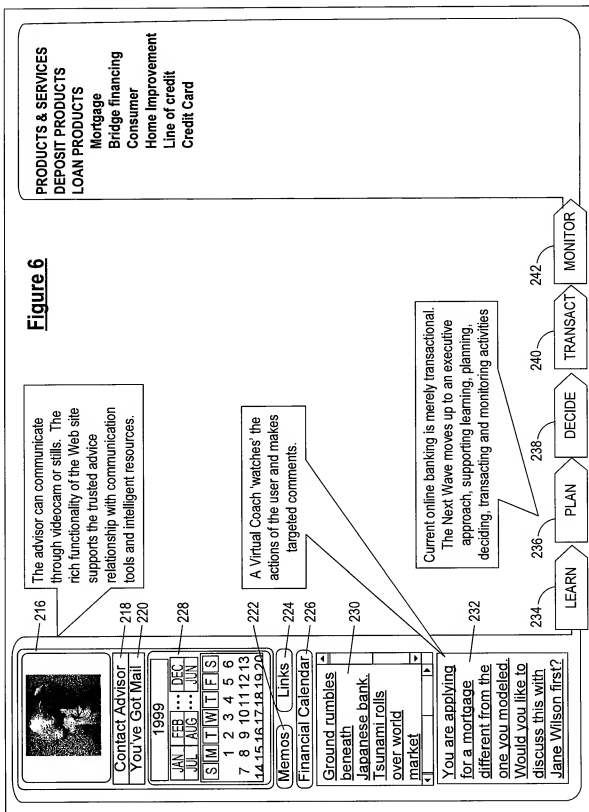 Figure 6
216
Contact Advisor
218
You've Got Mail
220
228
1999
JAN FEB ... DEC
JUL AUG ... JUN
S M T W T F S
1 2 3 4 5 6
7 8 9 10 11 12 13
14 15 16 17 18 19 20
222
Memos
Links
224
Financial Calendar
226
Ground rumbles
beneath
Japanese bank.
Tsunami rolls
over world
market
230
You are applying
for a mortgage
different from the
one you modeled.
Would you like to
discuss this with
Jane Wilson first?
232
The advisor can communicate
through videocam or stills. The
rich functionality of the Web site
supports the trusted advice
relationship with communication
tools and intelligent resources.
A Virtual Coach 'watches' the
actions of the user and makes
targeted comments.
Current online banking is merely transactional.
The Next Wave moves up to an executive
approach, supporting learning, planning,
deciding, transacting and monitoring activities
PRODUCTS & SERVICES
DEPOSIT PRODUCTS
LOAN PRODUCTS
Mortgage
Bridge financing
Consumer
Home Improvement
Line of credit
Credit Card
234
LEARN
236
PLAN
238
DECIDE
240
TRANSACT
242
MONITOR